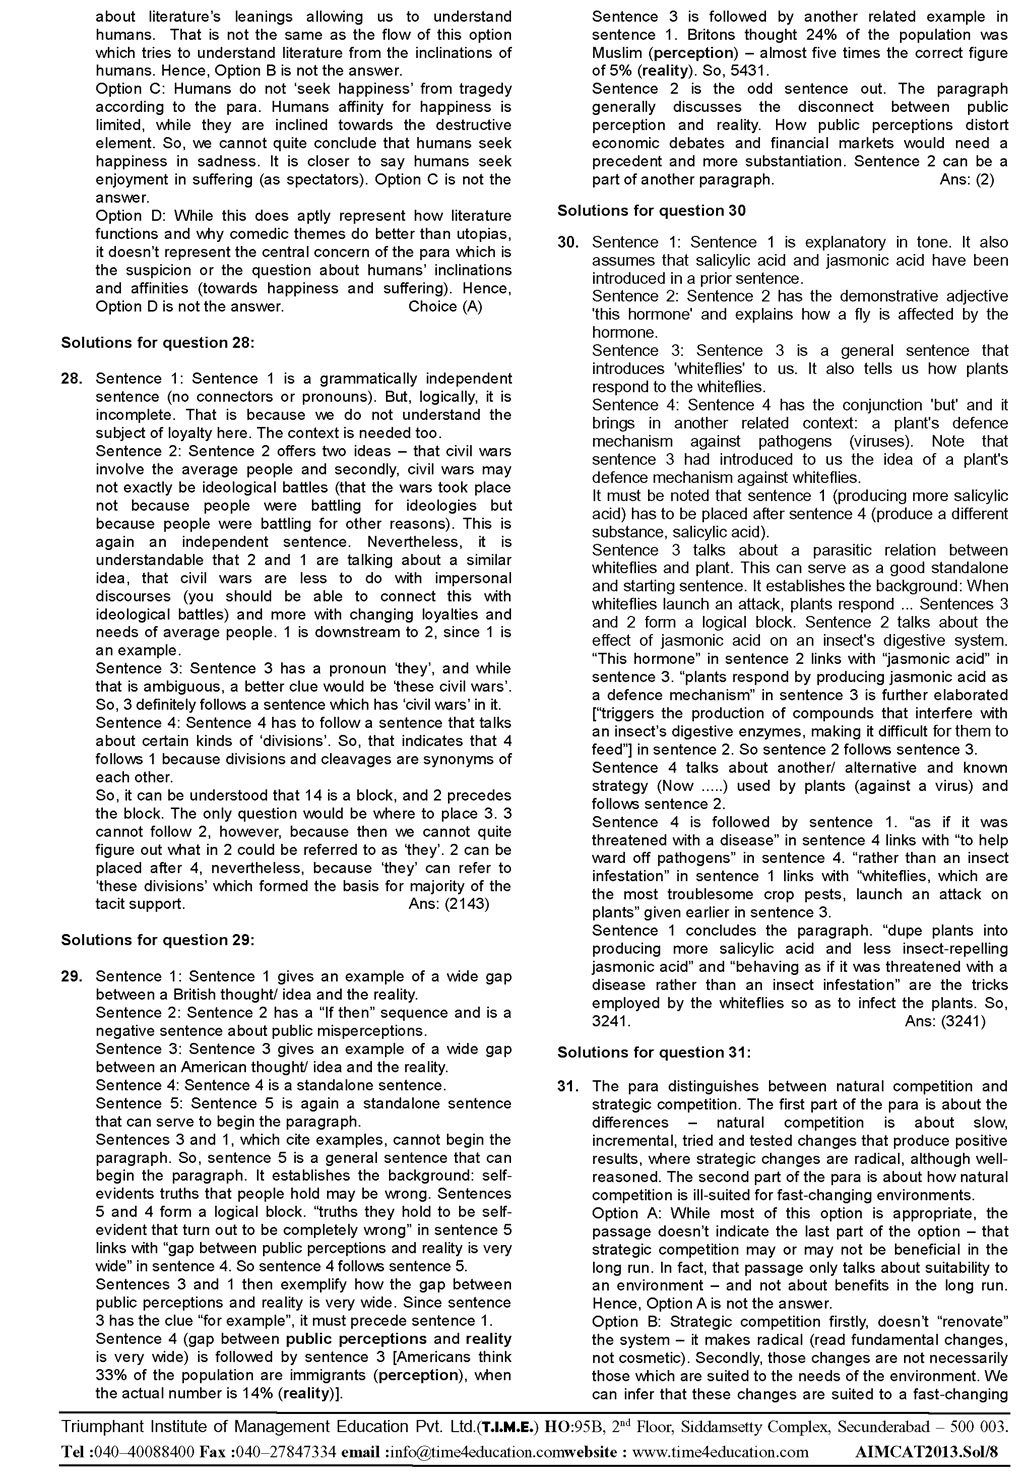 about literature's leanings allowing us to understand
humans. That is not the same as the flow of this option
which tries to understand literature from the inclinations of
humans. Hence, Option B is not the answer.
Option C: Humans do not 'seek happiness' from tragedy
according to the para. Humans affinity for happiness is
limited, while they are inclined towards the destructive
element. So, we cannot quite conclude that humans seek
happiness in sadness. It is closer to say humans seek
enjoyment in suffering (as spectators). Option C is not the
answer.
Option D: While this does aptly represent how literature
functions and why comedic themes do better than utopias,
it doesn't represent the central concern of the para which is
the suspicion or the question about humans' inclinations
and affinities (towards happiness and suffering). Hence,
Option D is not the answer. Choice (A)
Solutions for question 28:
28. Sentence 1: Sentence 1 is a grammatically independent
sentence (no connectors or pronouns). But, logically, it is
incomplete. That is because we do not understand the
subject of loyalty here. The context is needed too.
Sentence 2: Sentence 2 offers two ideas – that civil wars
involve the average people and secondly, civil wars may
not exactly be ideological battles (that the wars took place
not because people were battling for ideologies but
because people were battling for other reasons). This is
again an independent sentence. Nevertheless, it is
understandable that 2 and 1 are talking about a similar
idea, that civil wars are less to do with impersonal
discourses (you should be able to connect this with
ideological battles) and more with changing loyalties and
needs of average people. 1 is downstream to 2, since 1 is
an example.
Sentence 3: Sentence 3 has a pronoun 'they', and while
that is ambiguous, a better clue would be 'these civil wars'.
So, 3 definitely follows a sentence which has 'civil wars' in it.
Sentence 4: Sentence 4 has to follow a sentence that talks
about certain kinds of 'divisions'. So, that indicates that 4
follows 1 because divisions and cleavages are synonyms of
each other.
So, it can be understood that 14 is a block, and 2 precedes
the block. The only question would be where to place 3. 3
cannot follow 2, however, because then we cannot quite
figure out what in 2 could be referred to as 'they'. 2 can be
placed after 4, nevertheless, because 'they' can refer to
'these divisions' which formed the basis for majority of the
tacit support. Ans: (2143)
Solutions for question 29:
29. Sentence 1: Sentence 1 gives an example of a wide gap
between a British thought/ idea and the reality.
Sentence 2: Sentence 2 has a "If then" sequence and is a
negative sentence about public misperceptions.
Sentence 3: Sentence 3 gives an example of a wide gap
between an American thought/ idea and the reality.
Sentence 4: Sentence 4 is a standalone sentence.
Sentence 5: Sentence 5 is again a standalone sentence
that can serve to begin the paragraph.
Sentences 3 and 1, which cite examples, cannot begin the
paragraph. So, sentence 5 is a general sentence that can
begin the paragraph. It establishes the background: self-
evidents truths that people hold may be wrong. Sentences
5 and 4 form a logical block. "truths they hold to be self-
evident that turn out to be completely wrong" in sentence 5
links with "gap between public perceptions and reality is very
wide" in sentence 4. So sentence 4 follows sentence 5.
Sentences 3 and 1 then exemplify how the gap between
public perceptions and reality is very wide. Since sentence
3 has the clue "for example", it must precede sentence 1.
Sentence 4 (gap between public perceptions and reality
is very wide) is followed by sentence 3 [Americans think
33% of the population are immigrants (perception), when
the actual number is 14% (reality)].
Sentence 3 is followed by another related example in
sentence 1. Britons thought 24% of the population was
Muslim (perception) – almost five times the correct figure
of 5% (reality). So, 5431.
Sentence 2 is the odd sentence out. The paragraph
generally discusses the disconnect between public
perception and reality. How public perceptions distort
economic debates and financial markets would need a
precedent and more substantiation. Sentence 2 can be a
part of another paragraph. Ans: (2)
Solutions for question 30
30. Sentence 1: Sentence 1 is explanatory in tone. It also
assumes that salicylic acid and jasmonic acid have been
introduced in a prior sentence.
Sentence 2: Sentence 2 has the demonstrative adjective
'this hormone' and explains how a fly is affected by the
hormone.
Sentence 3: Sentence 3 is a general sentence that
introduces 'whiteflies' to us. It also tells us how plants
respond to the whiteflies.
Sentence 4: Sentence 4 has the conjunction 'but' and it
brings in another related context: a plant's defence
mechanism against pathogens (viruses). Note that
sentence 3 had introduced to us the idea of a plant's
defence mechanism against whiteflies.
It must be noted that sentence 1 (producing more salicylic
acid) has to be placed after sentence 4 (produce a different
substance, salicylic acid).
Sentence 3 talks about a parasitic relation between
whiteflies and plant. This can serve as a good standalone
and starting sentence. It establishes the background: When
whiteflies launch an attack, plants respond ... Sentences 3
and 2 form a logical block. Sentence 2 talks about the
effect of jasmonic acid on an insect's digestive system.
"This hormone" in sentence 2 links with "jasmonic acid" in
sentence 3. "plants respond by producing jasmonic acid as
a defence mechanism" in sentence 3 is further elaborated
["triggers the production of compounds that interfere with
an insect's digestive enzymes, making it difficult for them to
feed"] in sentence 2. So sentence 2 follows sentence 3.
Sentence 4 talks about another/ alternative and known
strategy (Now .....) used by plants (against a virus) and
follows sentence 2.
Sentence 4 is followed by sentence 1. "as if it was
threatened with a disease" in sentence 4 links with "to help
ward off pathogens" in sentence 4. "rather than an insect
infestation" in sentence 1 links with "whiteflies, which are
the most troublesome crop pests, launch an attack on
plants" given earlier in sentence 3.
Sentence 1 concludes the paragraph. "dupe plants into
producing more salicylic acid and less insect-repelling
jasmonic acid" and "behaving as if it was threatened with a
disease rather than an insect infestation" are the tricks
employed by the whiteflies so as to infect the plants. So,
3241. Ans: (3241)
Solutions for question 31:
31. The para distinguishes between natural competition and
strategic competition. The first part of the para is about the
differences – natural competition is about slow,
incremental, tried and tested changes that produce positive
results, where strategic changes are radical, although well-
reasoned. The second part of the para is about how natural
competition is ill-suited for fast-changing environments.
Option A: While most of this option is appropriate, the
passage doesn't indicate the last part of the option – that
strategic competition may or may not be beneficial in the
long run. In fact, that passage only talks about suitability to
an environment – and not about benefits in the long run.
Hence, Option A is not the answer.
Option B: Strategic competition firstly, doesn't "renovate"
the system – it makes radical (read fundamental changes,
not cosmetic). Secondly, those changes are not necessarily
those which are suited to the needs of the environment. We
can infer that these changes are suited to a fast-changing
Triumphant Institute of Management Education Pvt. Ltd.(T.I.M.E.) HO:95B, 2nd Floor, Siddamsetty Complex, Secunderabad – 500 003.
Tel :040–40088400 Fax :040–27847334 email :info@time4education.comwebsite : www.time4education.com AIMCAT2013.Sol/8